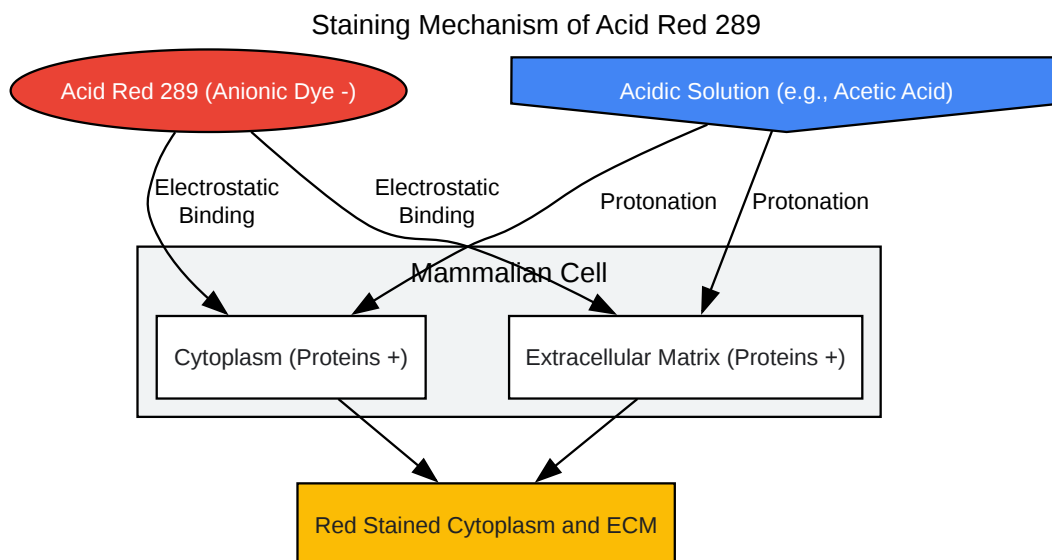 Staining Mechanism of Acid Red 289
Acid Red 289 (Anionic Dye -)
Acidic Solution (e.g., Acetic Acid)
Electrostatic
Binding
Electrostatic
Binding
Protonation
Protonation
Mammalian Cell
Cytoplasm (Proteins +)
Extracellular Matrix (Proteins +)
Red Stained Cytoplasm and ECM